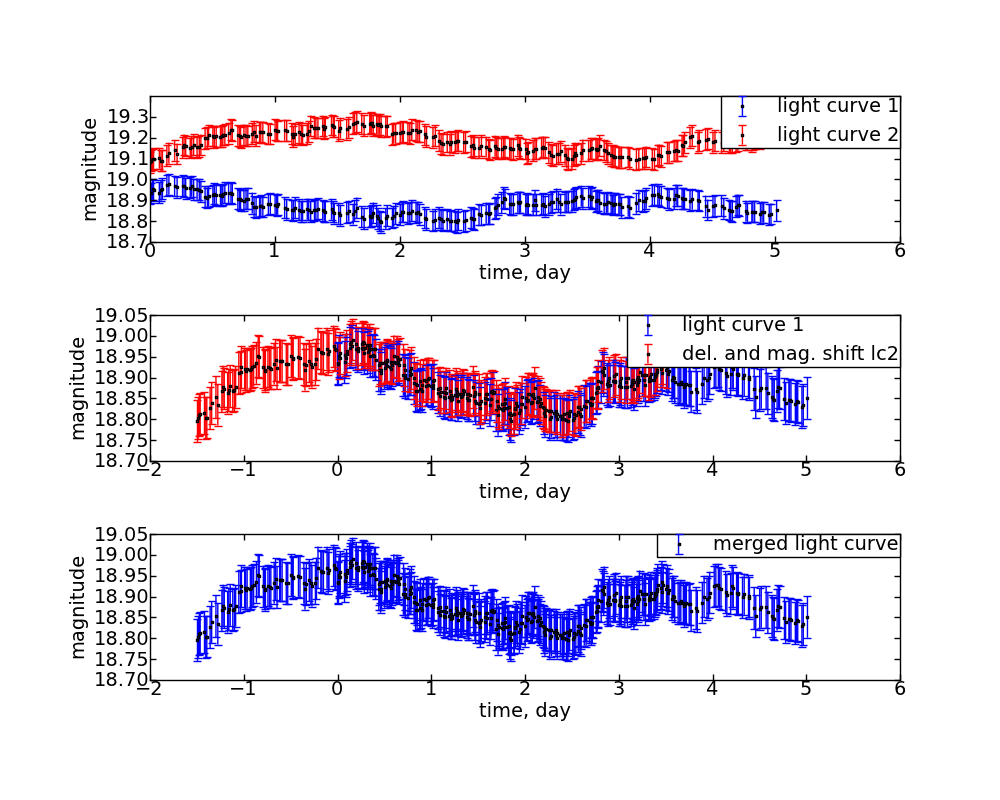 19.3
19.2
19.1
19.0
18.9
18.8
18.7
magnitude
light curve 1
light curve 2
0 1 2 3 4 5 6
time, day
19.05
19.00
18.95
18.90
18.85
18.80
18.75
18.70
magnitude
light curve 1
del. and mag. shift lc2
−2 −1 0 1 2 3 4 5 6
time, day
19.05
19.00
18.95
18.90
18.85
18.80
18.75
18.70
magnitude
merged light curve
−2 −1 0 1 2 3 4 5 6
time, day